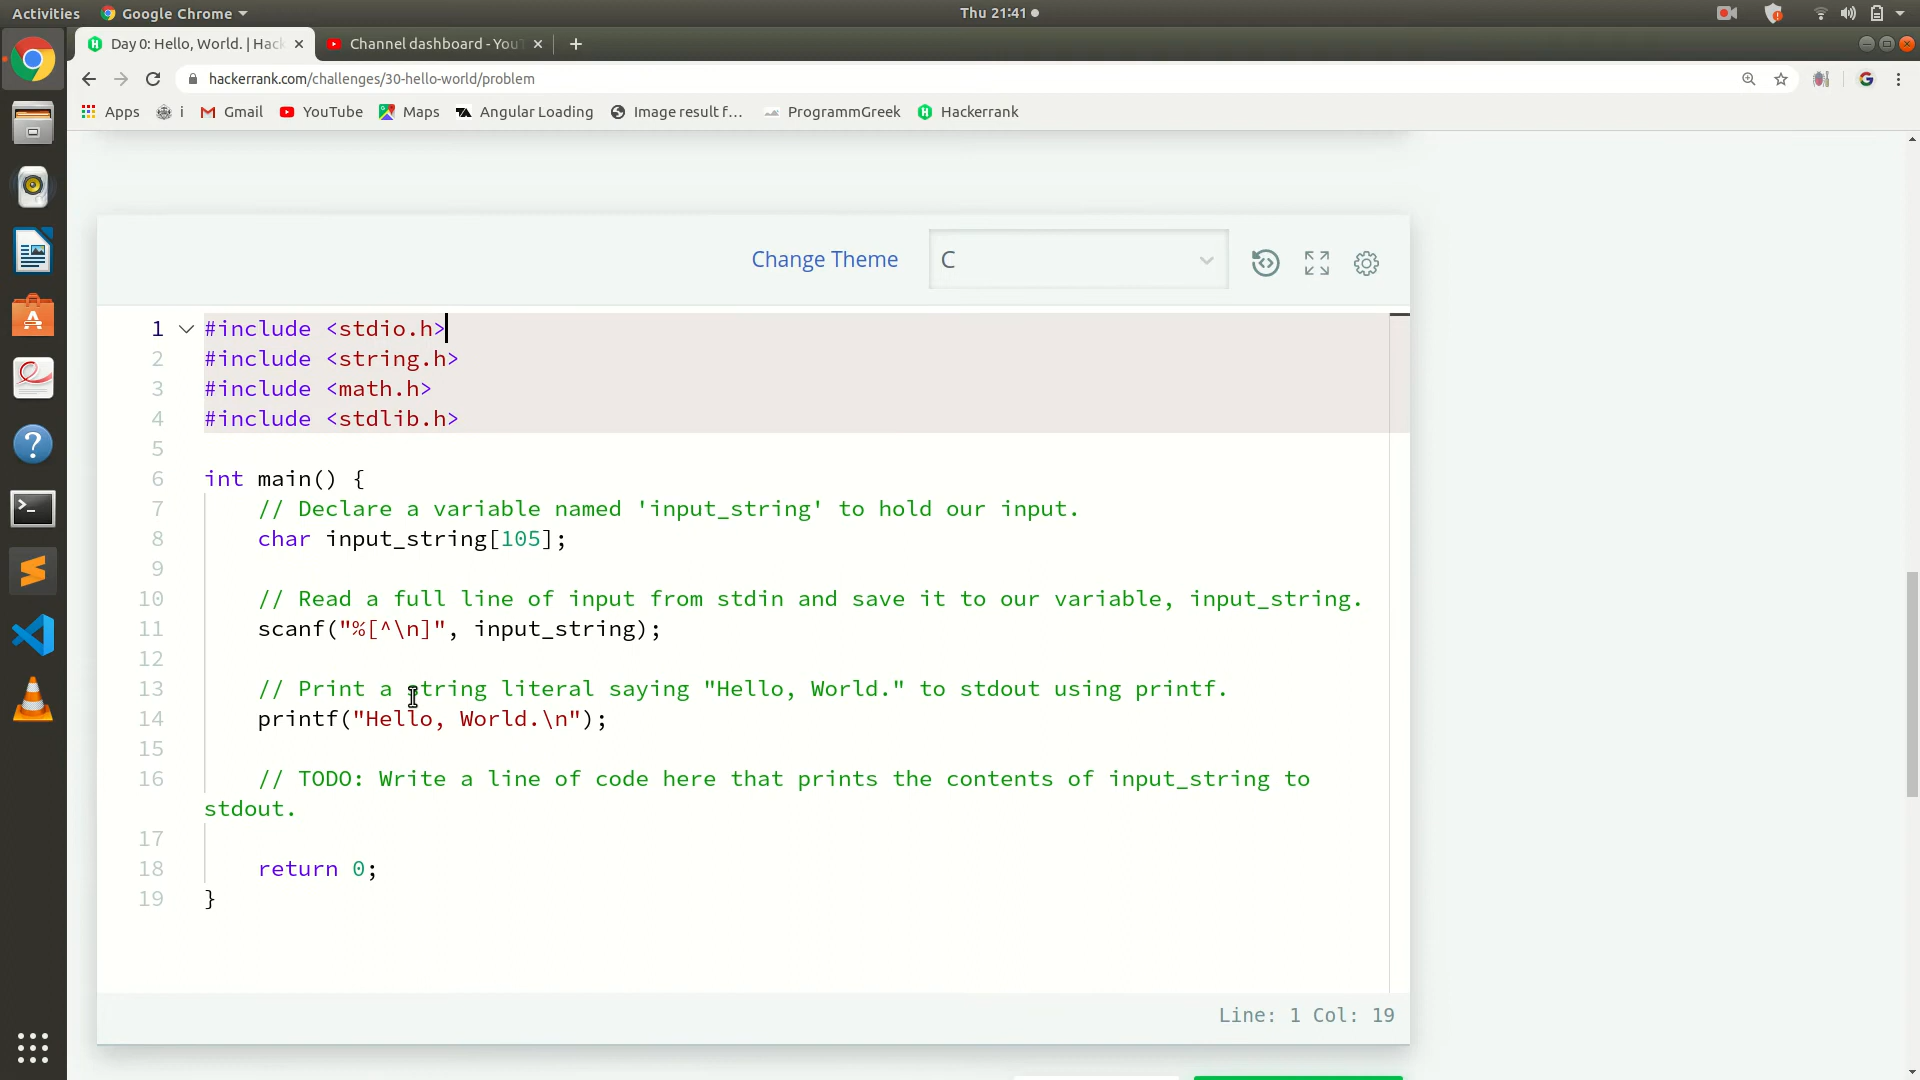 Activities Google Chrome Thu 21:41
Day 0: Hello, World. | Hac Channel dashboard - You
hackerrank.com/challenges/30-hello-world/problem
Apps i Gmail YouTube Maps Angular Loading Image result f... ProgrammGreek Hackerrank
Change Theme C
1 #include <stdio.h>
2 #include <string.h>
3 #include <math.h>
4 #include <stdlib.h>
5
6 int main() {
7 // Declare a variable named 'input_string' to hold our input.
8 char input_string[105];
9
10 // Read a full line of input from stdin and save it to our variable, input_string.
11 scanf("%[^\n]", input_string);
12
13 // Print a string literal saying "Hello, World." to stdout using printf.
14 printf("Hello, World.\n");
15
16 // TODO: Write a line of code here that prints the contents of input_string to
stdout.
17
18 return 0;
19 }
Line: 1 Col: 19